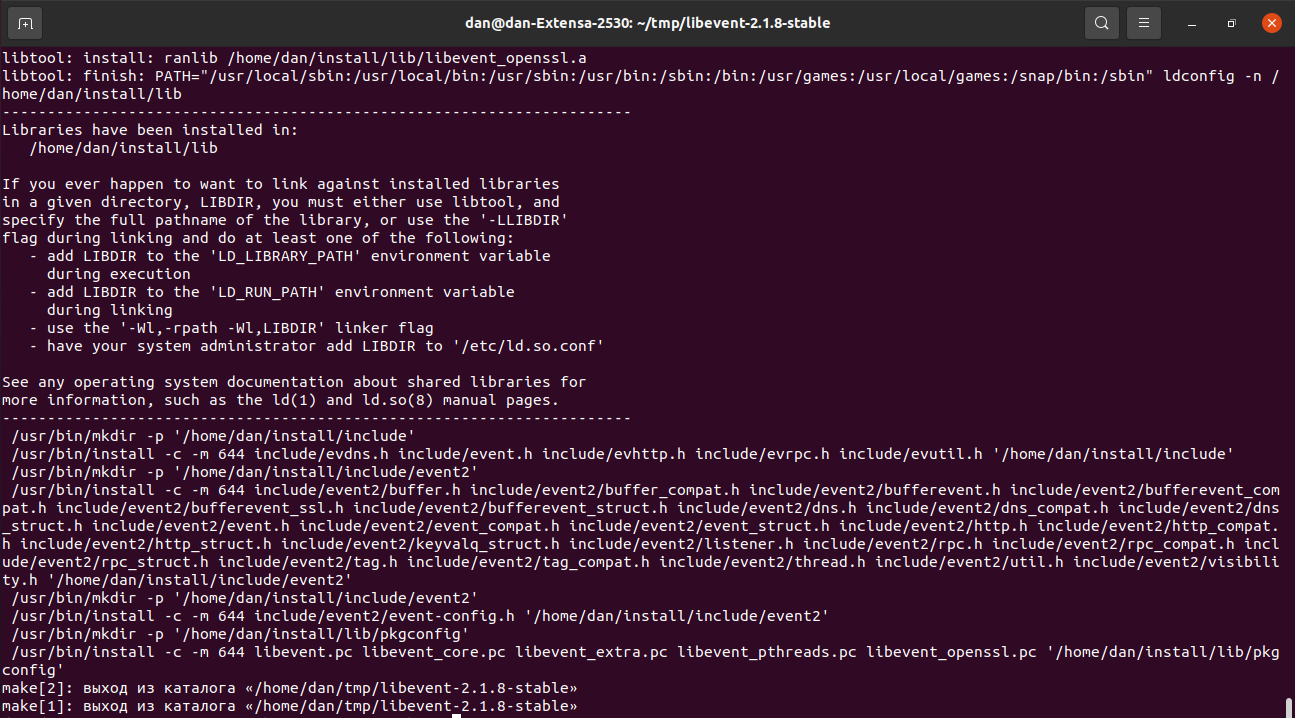 dan@dan-Extensa-2530: ~/tmp/libevent-2.1.8-stable
libtool: install: ranlib /home/dan/install/lib/libevent_openssl.a
libtool: finish: PATH="/usr/local/sbin:/usr/local/bin:/usr/sbin:/usr/bin:/sbin:/bin:/usr/games:/usr/local/games:/snap/bin:/sbin" ldconfig -n /
home/dan/install/lib
----------------------------------------------------------------------
Libraries have been installed in:
   /home/dan/install/lib

If you ever happen to want to link against installed libraries
in a given directory, LIBDIR, you must either use libtool, and
specify the full pathname of the library, or use the '-LLIBDIR'
flag during linking and do at least one of the following:
   - add LIBDIR to the 'LD_LIBRARY_PATH' environment variable
     during execution
   - add LIBDIR to the 'LD_RUN_PATH' environment variable
     during linking
   - use the '-Wl,-rpath -Wl,LIBDIR' linker flag
   - have your system administrator add LIBDIR to '/etc/ld.so.conf'

See any operating system documentation about shared libraries for
more information, such as the ld(1) and ld.so(8) manual pages.
----------------------------------------------------------------------
 /usr/bin/mkdir -p '/home/dan/install/include'
 /usr/bin/install -c -m 644 include/evdns.h include/event.h include/evhttp.h include/evrpc.h include/evutil.h '/home/dan/install/include'
 /usr/bin/mkdir -p '/home/dan/install/include/event2'
 /usr/bin/install -c -m 644 include/event2/buffer.h include/event2/buffer_compat.h include/event2/bufferevent.h include/event2/bufferevent_com
pat.h include/event2/bufferevent_ssl.h include/event2/bufferevent_struct.h include/event2/dns.h include/event2/dns_compat.h include/event2/dns
_struct.h include/event2/event.h include/event2/event_compat.h include/event2/event_struct.h include/event2/http.h include/event2/http_compat.
h include/event2/http_struct.h include/event2/keyvalq_struct.h include/event2/listener.h include/event2/rpc.h include/event2/rpc_compat.h incl
ude/event2/rpc_struct.h include/event2/tag.h include/event2/tag_compat.h include/event2/thread.h include/event2/util.h include/event2/visibili
ty.h '/home/dan/install/include/event2'
 /usr/bin/mkdir -p '/home/dan/install/include/event2'
 /usr/bin/install -c -m 644 include/event2/event-config.h '/home/dan/install/include/event2'
 /usr/bin/mkdir -p '/home/dan/install/lib/pkgconfig'
 /usr/bin/install -c -m 644 libevent.pc libevent_core.pc libevent_extra.pc libevent_pthreads.pc libevent_openssl.pc '/home/dan/install/lib/pkg
config'
make[2]: выход из каталога «/home/dan/tmp/libevent-2.1.8-stable»
make[1]: выход из каталога «/home/dan/tmp/libevent-2.1.8-stable»